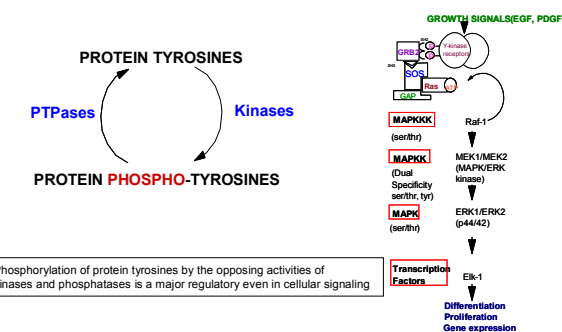 GROWTH SIGNALS(EGF, PDGF
PROTEIN TYROSINES
PTPases
Kinases
PROTEIN PHOSPHO-TYROSINES
hosphorylation of protein tyrosines by the opposing activities of
inases and phosphatases is a major regulatory even in cellular signaling
SH2
GRB2
Y-kinase
receptors
SH3
SOS
Ras
GAP
MAPKKK
(ser/thr)
Raf-1
MAPKK
(Dual
Specificity
ser/thr, tyr)
MEK1/MEK2
(MAPK/ERK
kinase)
MAPK
(ser/thr)
ERK1/ERK2
(p44/42)
Transcription
Factors
Elk-1
Differentiation
Proliferation
Gene expression